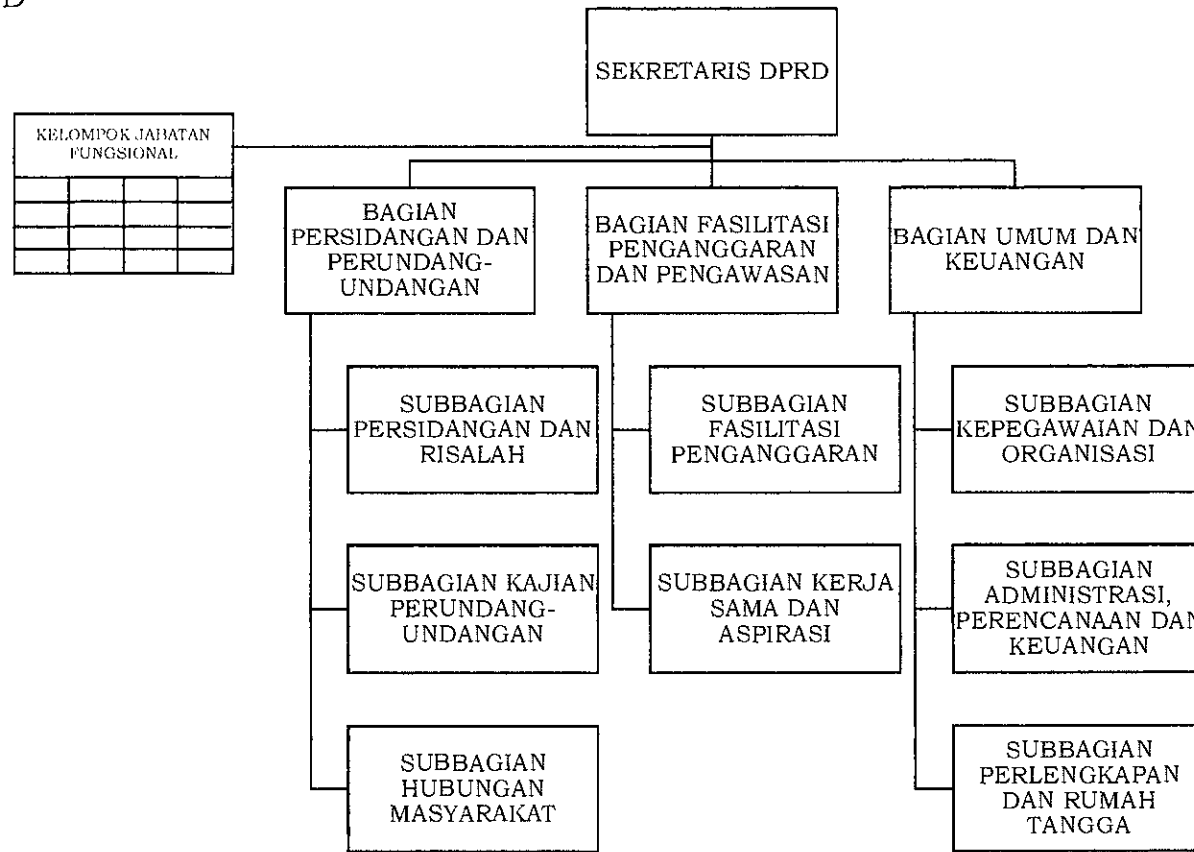 D
SEKRETARIS DPRD
KELOMPOK JABATAN
FUNGSIONAL
BAGIAN
PERSIDANGAN DAN
PERUNDANG-
UNDANGAN
BAGIAN FASILITASI
PENGANGGARAN
DAN PENGAWASAN
BAGIAN UMUM DAN
KEUANGAN
SUBBAGIAN
PERSIDANGAN DAN
RISALAH
SUBBAGIAN
FASILITASI
PENGANGGARAN
SUBBAGIAN
KEPEGAWAIAN DAN
ORGANISASI
SUBBAGIAN KAJIAN
PERUNDANG-
UNDANGAN
SUBBAGIAN KERJA
SAMA DAN
ASPIRASI
SUBBAGIAN
ADMINISTRASI,
PERENCANAAN DAN
KEUANGAN
SUBBAGIAN
HUBUNGAN
MASYARAKAT
SUBBAGIAN
PERLENGKAPAN
DAN RUMAH
TANGGA